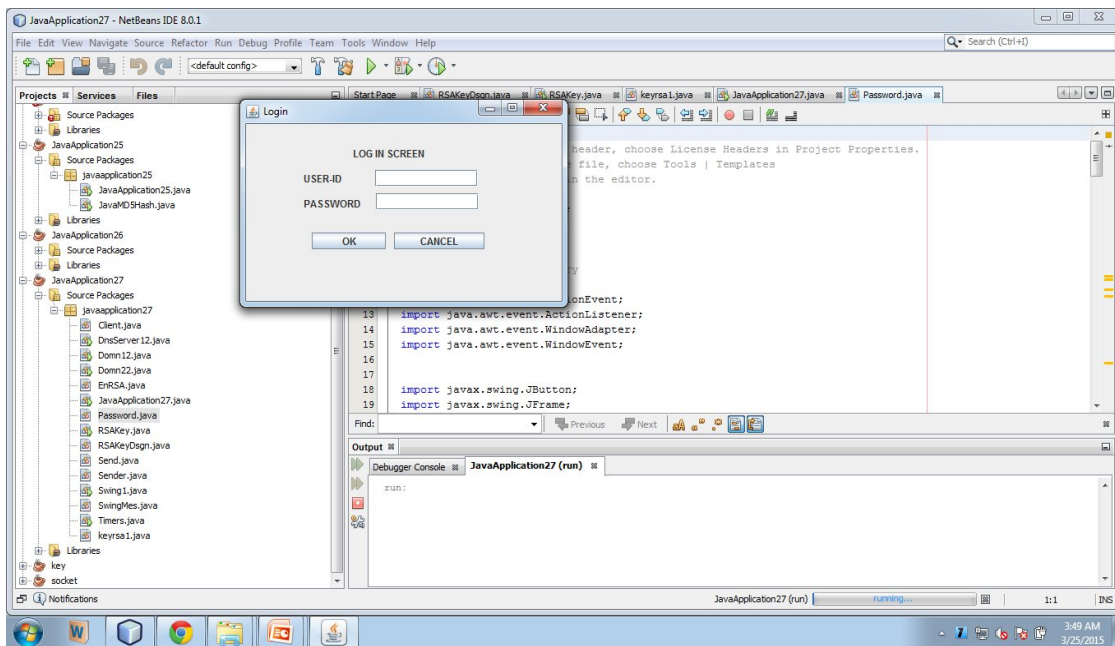 JavaApplication27 - NetBeans IDE 8.0.1
File Edit View Navigate Source Refactor Run Debug Profile Team Tools Window Help
Search (Ctrl+I)
<default config>
Projects Services Files
Source Packages
Libraries
JavaApplication25
Source Packages
javaapplication25
JavaApplication25.java
JavaMD5Hash.java
Libraries
JavaApplication26
Source Packages
Libraries
JavaApplication27
Source Packages
javaapplication27
Client.java
DnsServer12.java
Domn12.java
Domn22.java
EnRSA.java
JavaApplication27.java
Password.java
RSAKey.java
RSAKeyDsgn.java
Send.java
Sender.java
Swing1.java
SwingMes.java
Timers.java
keyrsa1.java
Libraries
key
socket
Start Page RSAKeyDsgn.java RSAKey.java keyrsa1.java JavaApplication27.java Password.java
Login
LOG IN SCREEN
USER-ID
PASSWORD
OK CANCEL
header, choose License Headers in Project Properties.
file, choose Tools | Templates
in the editor.
onEvent;
13 import java.awt.event.ActionListener;
14 import java.awt.event.WindowAdapter;
15 import java.awt.event.WindowEvent;
16
17
18 import javax.swing.JButton;
19 import javax.swing.JFrame;
Find: Previous Next
Output
Debugger Console JavaApplication27 (run)
run:
Notifications
JavaApplication27 (run) running... 1:1 INS
3:49 AM
3/25/2015